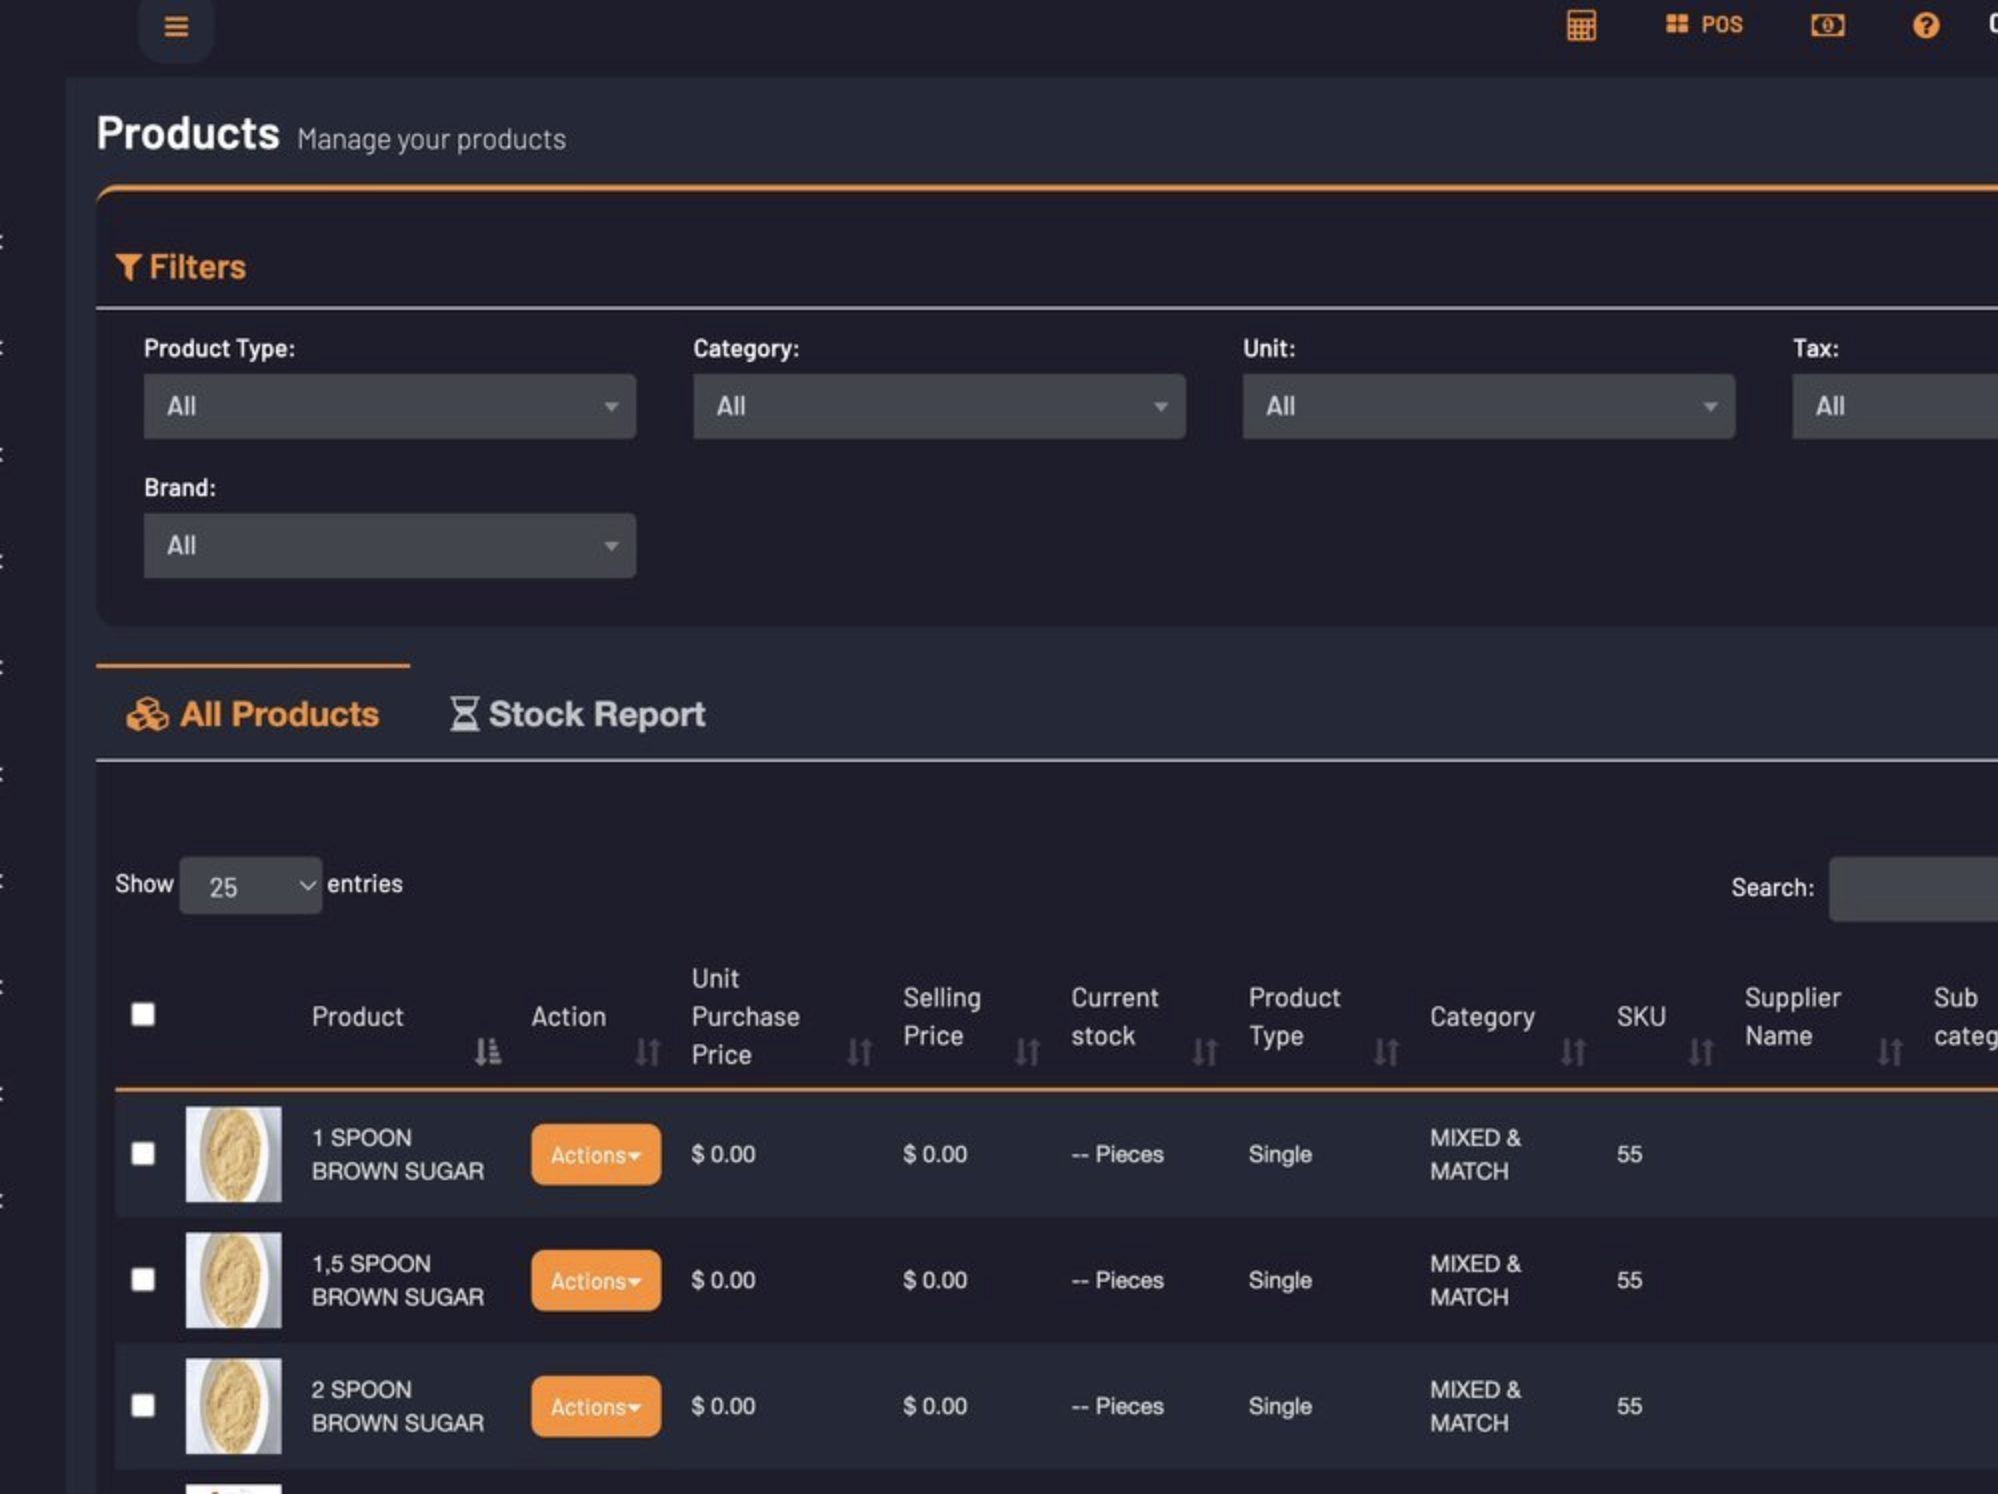 POS
Products Manage your products
Filters
Product Type:
Category:
Unit:
Tax:
All
All
All
All
Brand:
All
All Products
Stock Report
Show 25 entries
Search:
Product
Action
Unit
Purchase
Price
Selling
Price
Current
stock
Product
Type
Category
SKU
Supplier
Name
Sub
categ
1 SPOON
BROWN SUGAR
Actions
$ 0.00
$ 0.00
-- Pieces
Single
MIXED &
MATCH
55
1,5 SPOON
BROWN SUGAR
Actions
$ 0.00
$ 0.00
-- Pieces
Single
MIXED &
MATCH
55
2 SPOON
BROWN SUGAR
Actions
$ 0.00
$ 0.00
-- Pieces
Single
MIXED &
MATCH
55